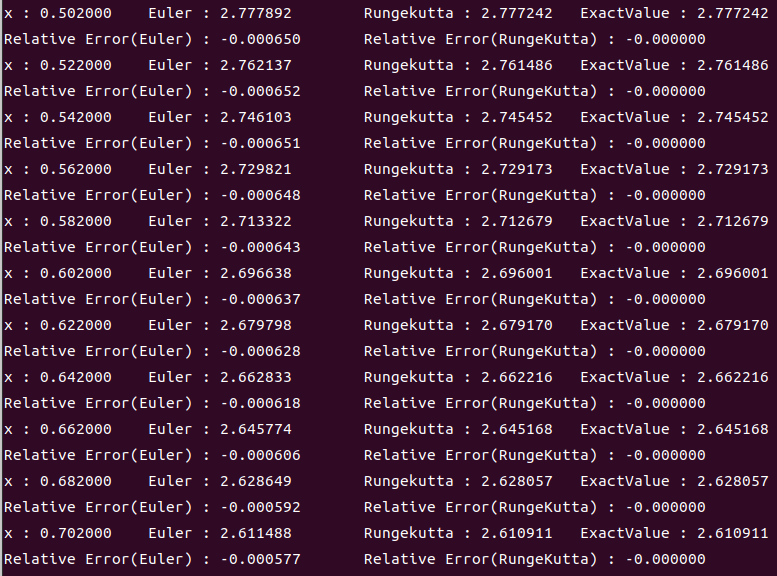 x : 0.502000    Euler : 2.777892        Rungekutta : 2.777242   ExactValue : 2.777242
Relative Error(Euler) : -0.000650       Relative Error(RungeKutta) : -0.000000
x : 0.522000    Euler : 2.762137        Rungekutta : 2.761486   ExactValue : 2.761486
Relative Error(Euler) : -0.000652       Relative Error(RungeKutta) : -0.000000
x : 0.542000    Euler : 2.746103        Rungekutta : 2.745452   ExactValue : 2.745452
Relative Error(Euler) : -0.000651       Relative Error(RungeKutta) : -0.000000
x : 0.562000    Euler : 2.729821        Rungekutta : 2.729173   ExactValue : 2.729173
Relative Error(Euler) : -0.000648       Relative Error(RungeKutta) : -0.000000
x : 0.582000    Euler : 2.713322        Rungekutta : 2.712679   ExactValue : 2.712679
Relative Error(Euler) : -0.000643       Relative Error(RungeKutta) : -0.000000
x : 0.602000    Euler : 2.696638        Rungekutta : 2.696001   ExactValue : 2.696001
Relative Error(Euler) : -0.000637       Relative Error(RungeKutta) : -0.000000
x : 0.622000    Euler : 2.679798        Rungekutta : 2.679170   ExactValue : 2.679170
Relative Error(Euler) : -0.000628       Relative Error(RungeKutta) : -0.000000
x : 0.642000    Euler : 2.662833        Rungekutta : 2.662216   ExactValue : 2.662216
Relative Error(Euler) : -0.000618       Relative Error(RungeKutta) : -0.000000
x : 0.662000    Euler : 2.645774        Rungekutta : 2.645168   ExactValue : 2.645168
Relative Error(Euler) : -0.000606       Relative Error(RungeKutta) : -0.000000
x : 0.682000    Euler : 2.628649        Rungekutta : 2.628057   ExactValue : 2.628057
Relative Error(Euler) : -0.000592       Relative Error(RungeKutta) : -0.000000
x : 0.702000    Euler : 2.611488        Rungekutta : 2.610911   ExactValue : 2.610911
Relative Error(Euler) : -0.000577       Relative Error(RungeKutta) : -0.000000